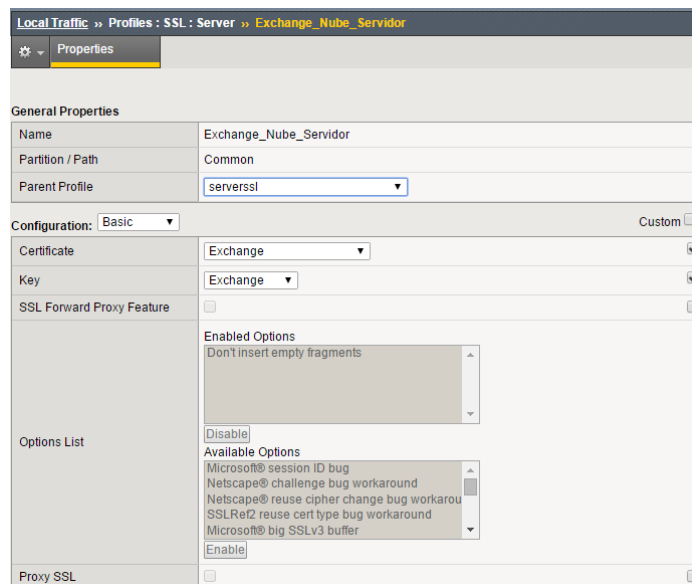 Local Traffic » Profiles : SSL : Server » Exchange_Nube_Servidor
Properties
General Properties
Name Exchange_Nube_Servidor
Partition / Path Common
Parent Profile serverssl
Configuration: Basic Custom
Certificate Exchange
Key Exchange
SSL Forward Proxy Feature
Options List
Enabled Options
Don't insert empty fragments
Disable
Available Options
Microsoft® session ID bug
Netscape® challenge bug workaround
Netscape® reuse cipher change bug workarou
SSLRef2 reuse cert type bug workaround
Microsoft® big SSLv3 buffer
Enable
Proxy SSL